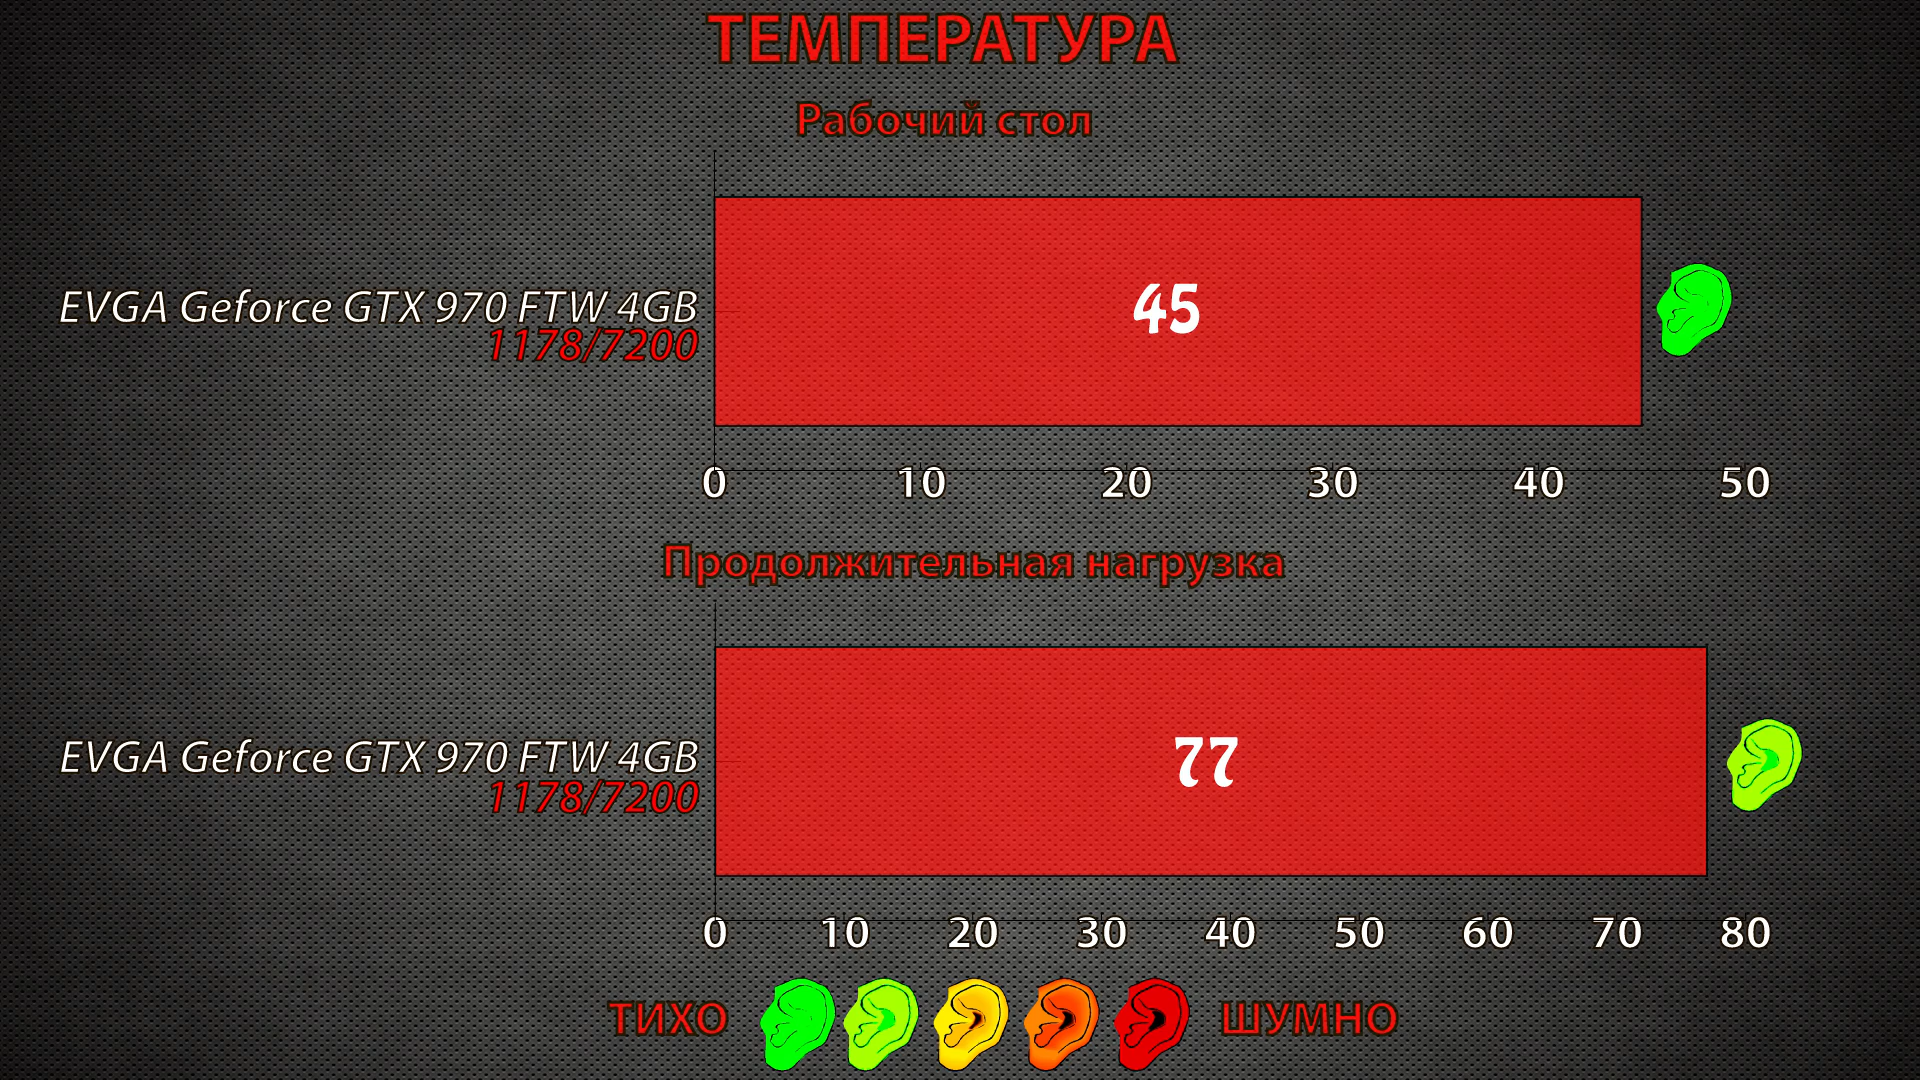 ТЕМПЕРАТУРА
Рабочий стол
EVGA Geforce GTX 970 FTW 4GB
1178/7200
45
0 10 20 30 40 50
Продолжительная нагрузка
EVGA Geforce GTX 970 FTW 4GB
1178/7200
77
0 10 20 30 40 50 60 70 80
ТИХО ШУМНО